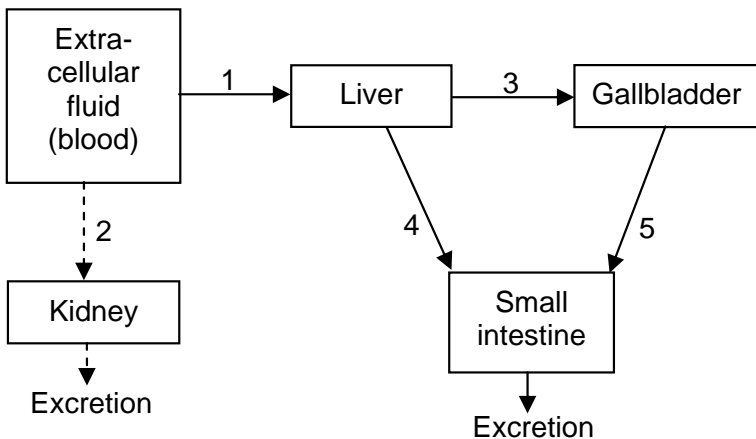 Extra-
cellular
fluid
(blood)
1
Liver
3
Gallbladder
2
4
5
Kidney
Small
intestine
Excretion
Excretion